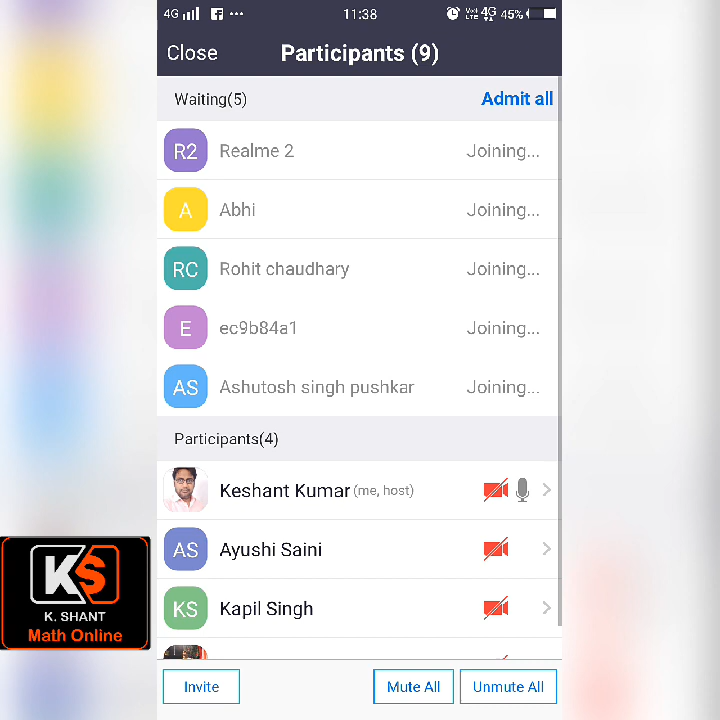 4G 11:38 VoLTE 4G 45%
Close Participants (9)
Waiting(5) Admit all
R2 Realme 2 Joining...
A Abhi Joining...
RC Rohit chaudhary Joining...
E ec9b84a1 Joining...
AS Ashutosh singh pushkar Joining...
Participants(4)
Keshant Kumar (me, host)
AS Ayushi Saini
KS Kapil Singh
Invite Mute All Unmute All
KS
K. SHANT
Math Online